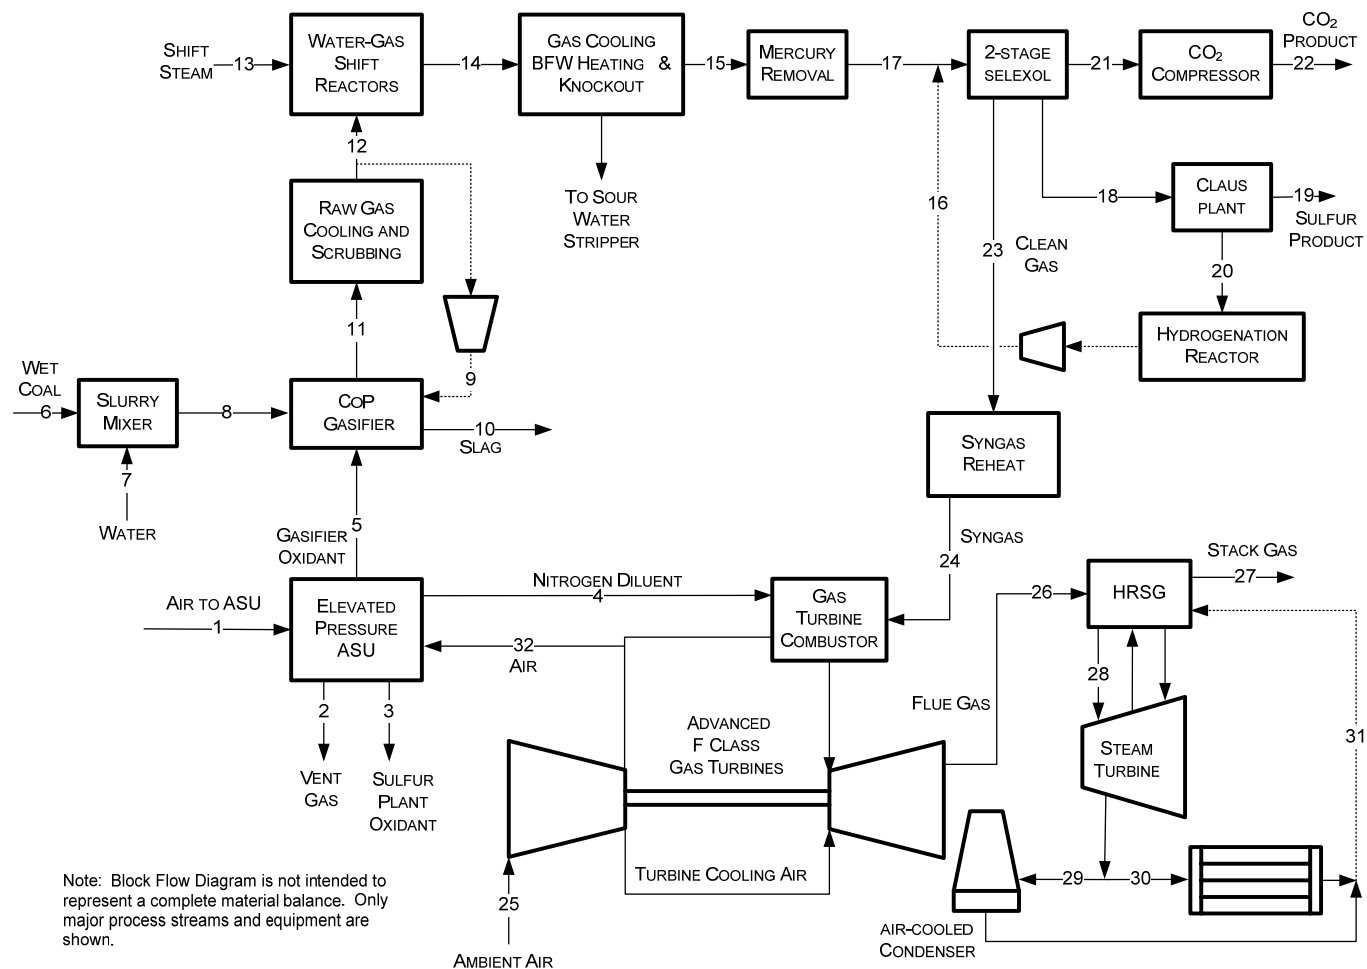 CO2
PRODUCT
SHIFT
STEAM
13
WATER-GAS
SHIFT
REACTORS
14
GAS COOLING
BFW HEATING &
KNOCKOUT
15
MERCURY
REMOVAL
17
2-STAGE
SELEXOL
21
CO2
COMPRESSOR
22
12
RAW GAS
COOLING AND
SCRUBBING
TO SOUR
WATER
STRIPPER
16
23
CLEAN
GAS
18
CLAUS
PLANT
19
SULFUR
PRODUCT
20
11
HYDROGENATION
REACTOR
WET
COAL
6
SLURRY
MIXER
8
COP
GASIFIER
9
10
SLAG
7
WATER
SYNGAS
REHEAT
5
GASIFIER
OXIDANT
SYNGAS
24
AIR TO ASU
1
ELEVATED
PRESSURE
ASU
NITROGEN DILUENT
4
32
AIR
GAS
TURBINE
COMBUSTOR
26
HRSG
STACK GAS
27
2
3
VENT
GAS
SULFUR
PLANT
OXIDANT
ADVANCED
F CLASS
GAS TURBINES
FLUE GAS
28
STEAM
TURBINE
31
TURBINE COOLING AIR
29
30
25
AMBIENT AIR
AIR-COOLED
CONDENSER
Note: Block Flow Diagram is not intended to
represent a complete material balance. Only
major process streams and equipment are
shown.